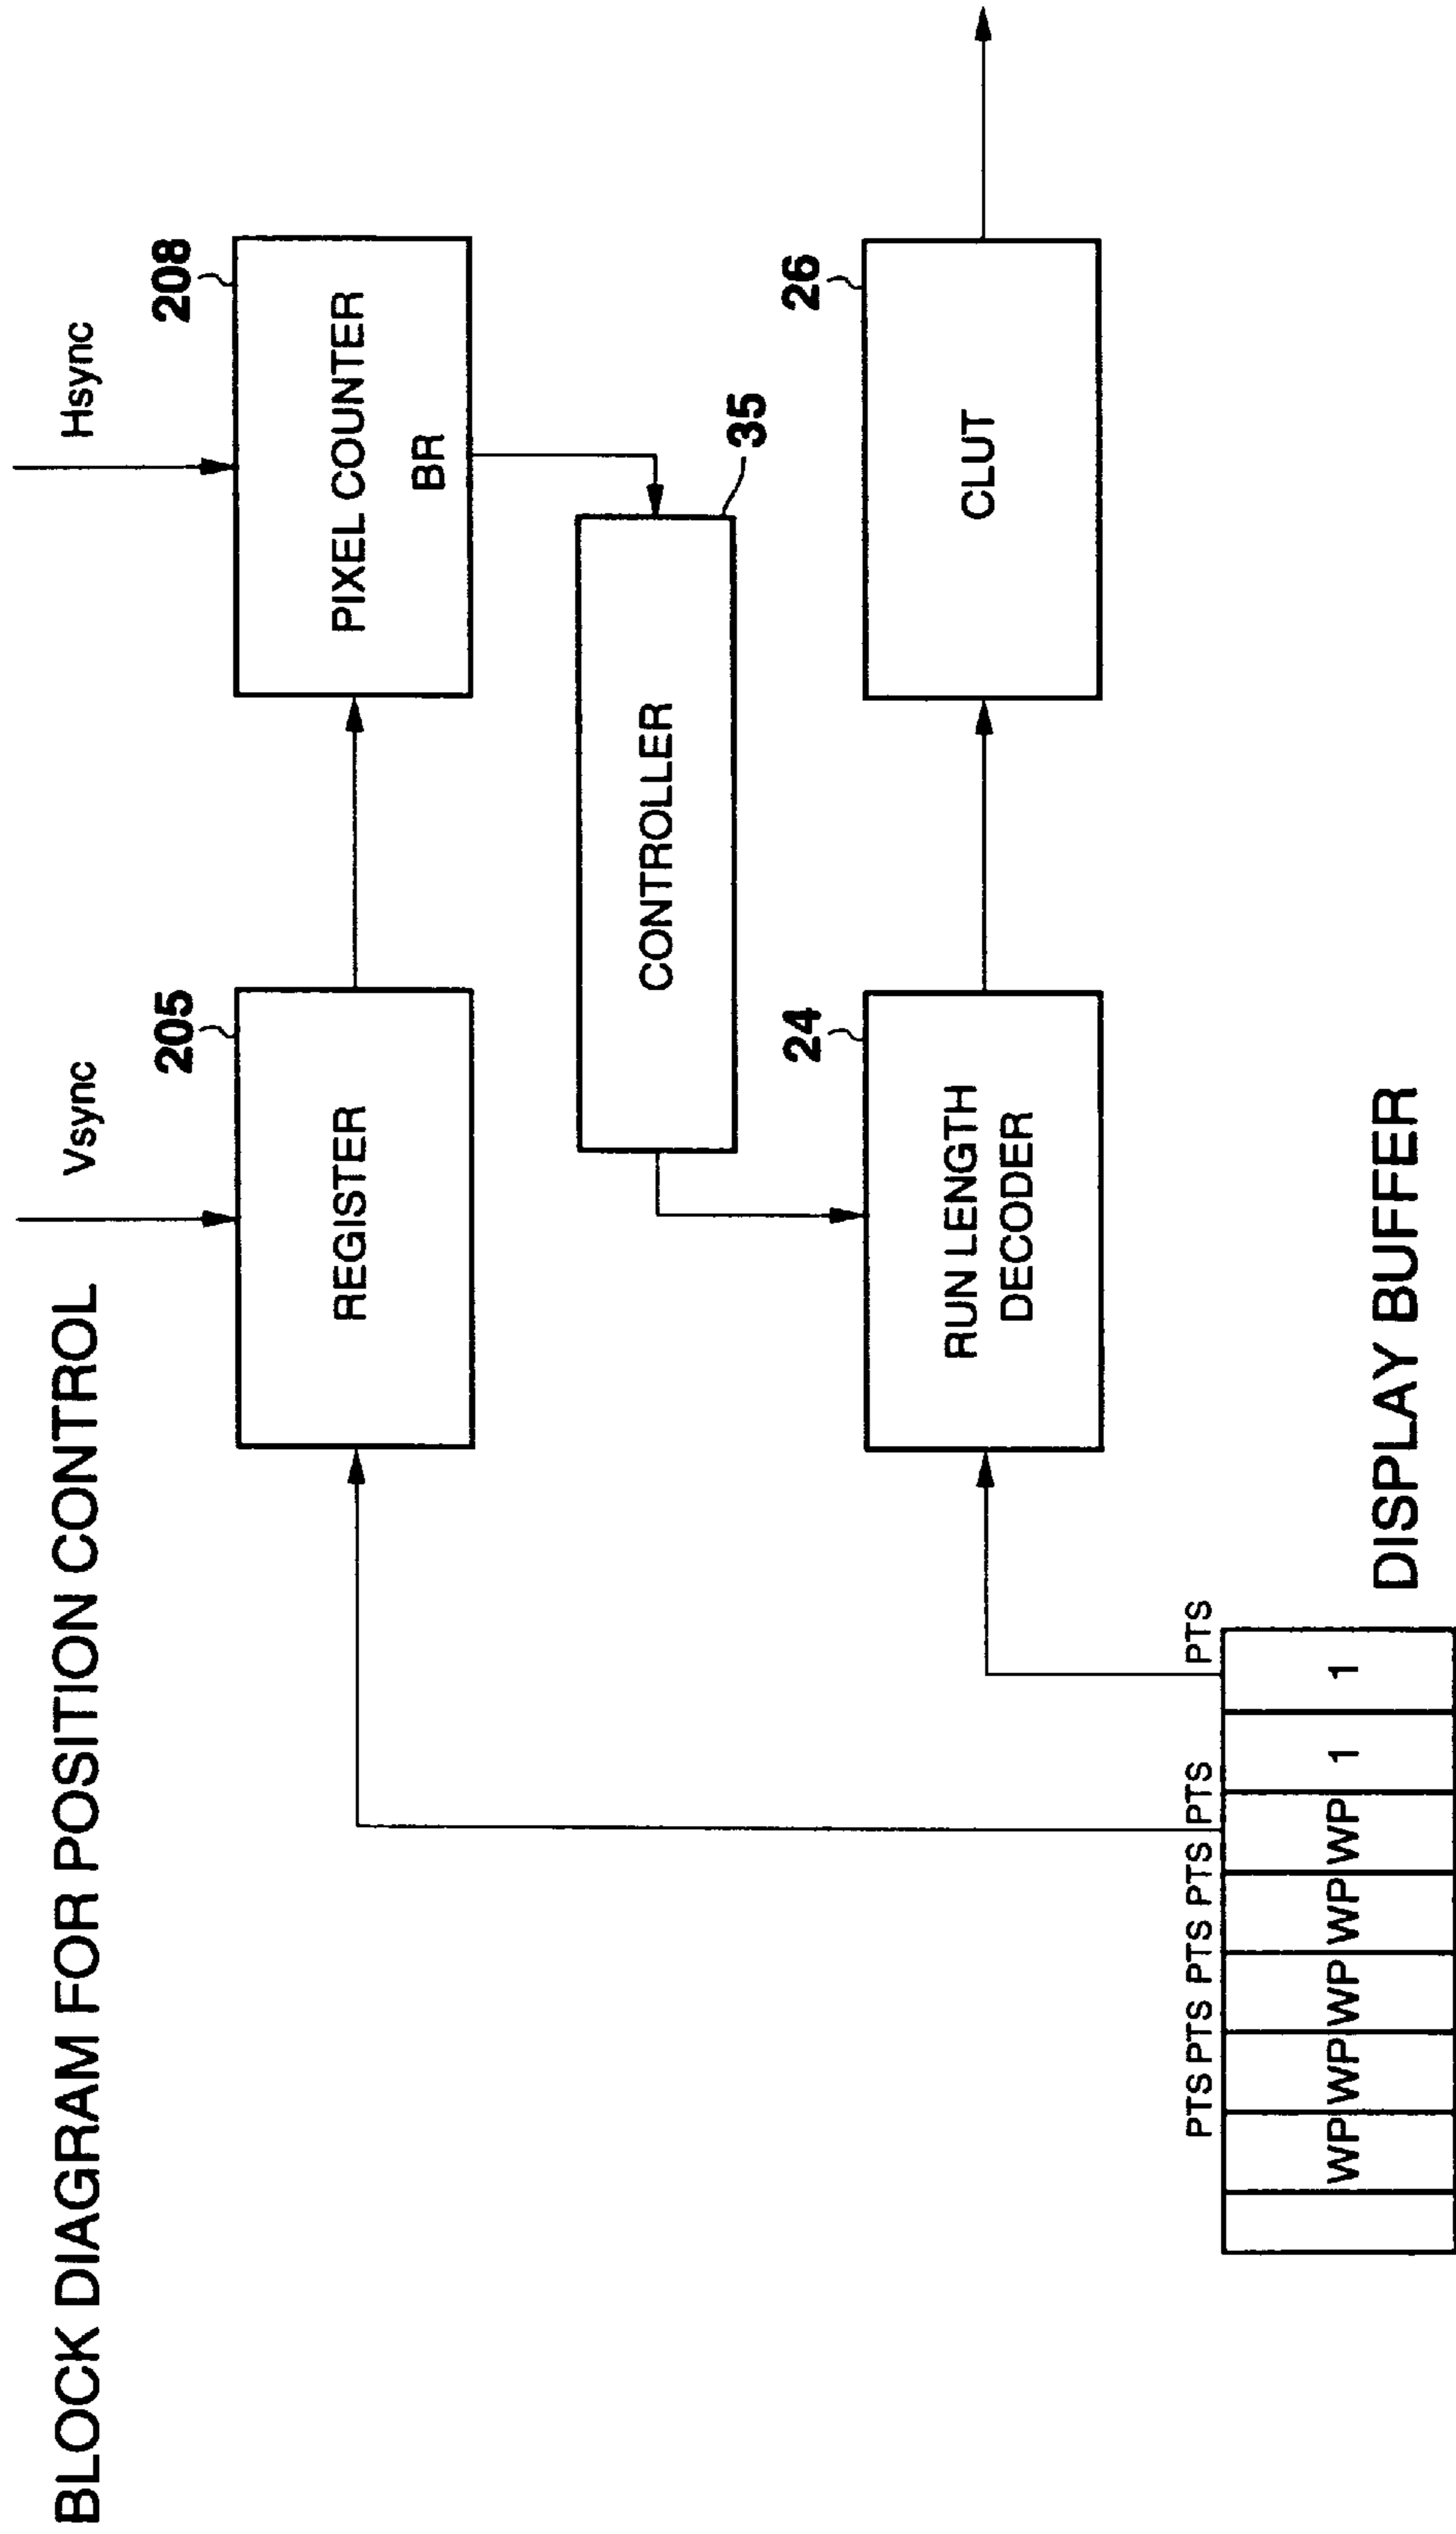 BLOCK DIAGRAM FOR POSITION CONTROL
Vsync
Hsync
205
208
REGISTER
PIXEL COUNTER
BR
CONTROLLER
35
24
26
RUN LENGTH
DECODER
CLUT
PTS PTS PTS PTS PTS PTS
WP WP WP WP WP 1 1
DISPLAY BUFFER